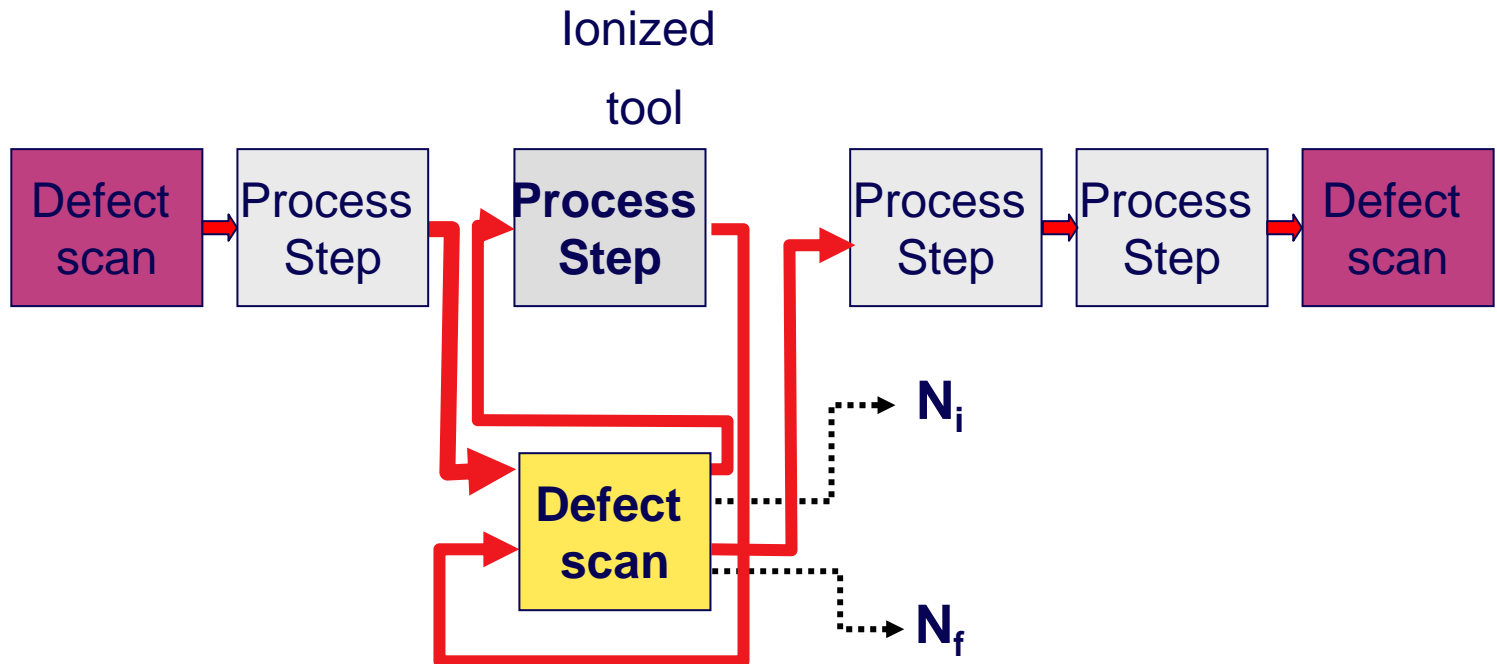 Ionized
tool
Defect
scan
Process
Step
Process
Step
Process
Step
Process
Step
Defect
scan
Defect
scan
Ni
Nf